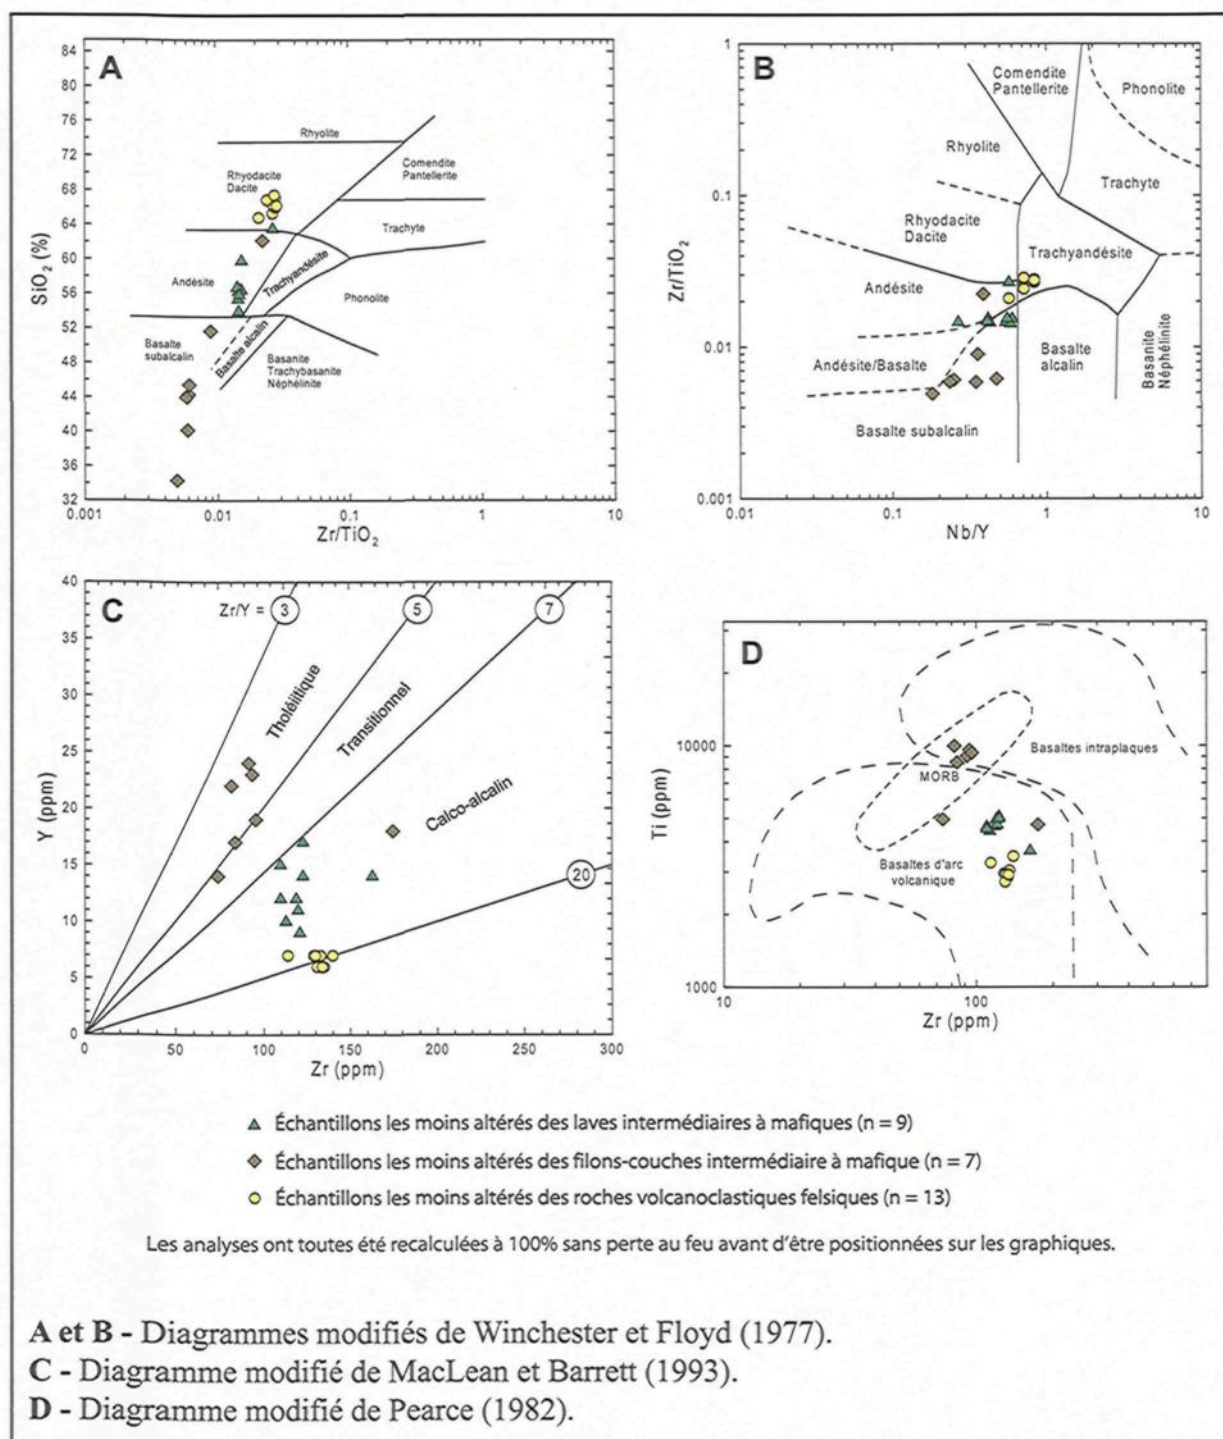 A
84
80
76
72
68
64
60
56
52
48
44
40
36
32
SiO2 (%)
Rhyolite
Rhyodacite
Dacite
Comendite
Pantellerite
Trachyte
Andésite
Trachyandésite
Phonolite
Basalte
subalcalin
Basalte alcalin
Basanite
Trachybasanite
Néphélinite
0.001
0.01
0.1
1
10
Zr/TiO2
B
1
0.1
0.01
0.001
Zr/TiO2
Comendite
Pantellerite
Phonolite
Rhyolite
Trachyte
Rhyodacite
Dacite
Trachyandésite
Andésite
Andésite/Basalte
Basalte
alcalin
Basanite
Néphélinite
Basalte subalcalin
0.01
0.1
1
10
Nb/Y
C
40
35
30
25
20
15
10
5
0
Y (ppm)
Zr/Y = 3
5
7
20
Tholéiitique
Transitionnel
Calco-alcalin
0
50
100
150
200
250
300
Zr (ppm)
D
10000
1000
Ti (ppm)
Basaltes intraplaques
MORB
Basaltes d'arc
volcanique
10
100
Zr (ppm)
Échantillons les moins altérés des laves intermédiaires à mafiques (n = 9)
Échantillons les moins altérés des filons-couches intermédiaire à mafique (n = 7)
Échantillons les moins altérés des roches volcanoclastiques felsiques (n = 13)
Les analyses ont toutes été recalculées à 100% sans perte au feu avant d'être positionnées sur les graphiques.
A et B - Diagrammes modifiés de Winchester et Floyd (1977).
C - Diagramme modifié de MacLean et Barrett (1993).
D - Diagramme modifié de Pearce (1982).